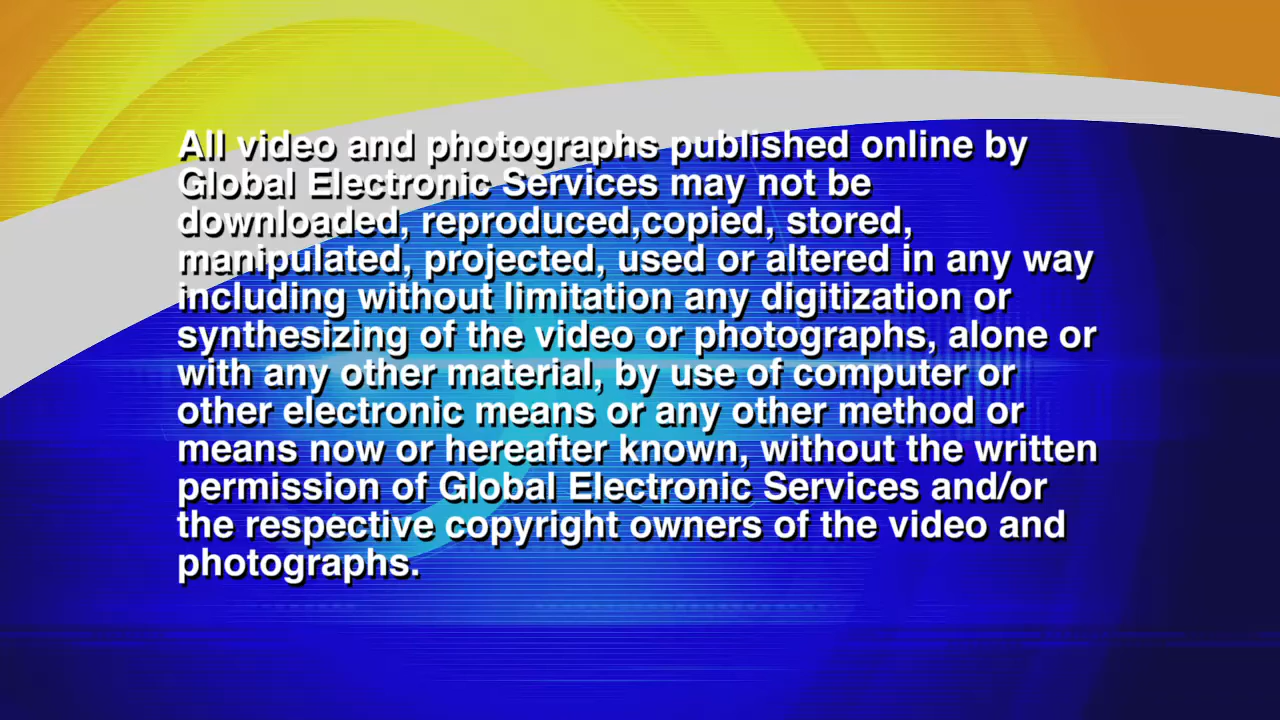 All video and photographs published online by
Global Electronic Services may not be
downloaded, reproduced,copied, stored,
manipulated, projected, used or altered in any way
including without limitation any digitization or
synthesizing of the video or photographs, alone or
with any other material, by use of computer or
other electronic means or any other method or
means now or hereafter known, without the written
permission of Global Electronic Services and/or
the respective copyright owners of the video and
photographs.